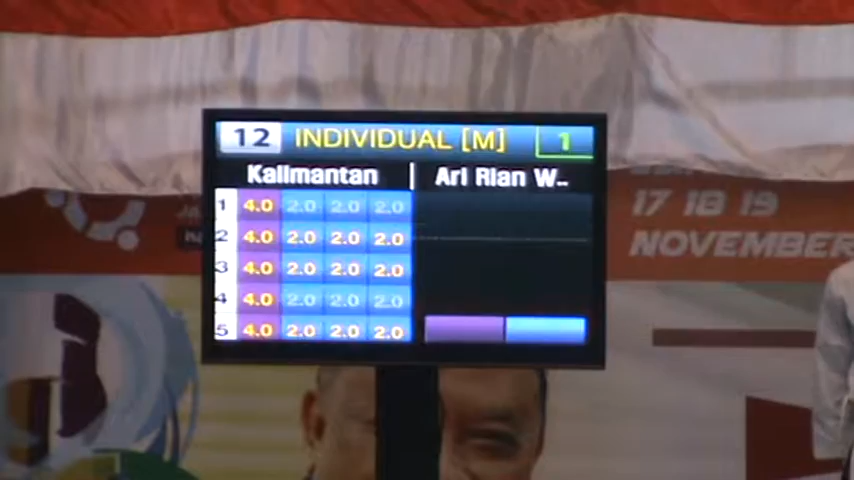 12 INDIVIDUAL [M] 1
Kalimantan | Ari Rian W..
1 4.0 2.0 2.0 2.0
2 4.0 2.0 2.0 2.0
3 4.0 2.0 2.0 2.0
4 4.0 2.0 2.0 2.0
5 4.0 2.0 2.0 2.0
17 18 19
NOVEMBER